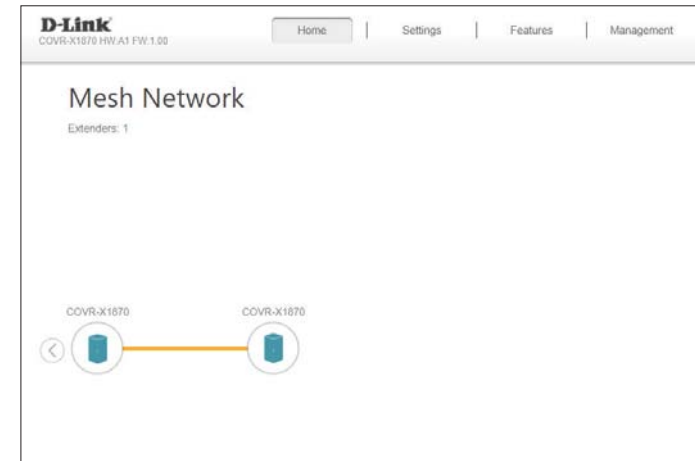 D-Link
COVR-X1870 HW:A1 FW:1.00
Home | Settings | Features | Management
Mesh Network
Extenders: 1
COVR-X1870 COVR-X1870